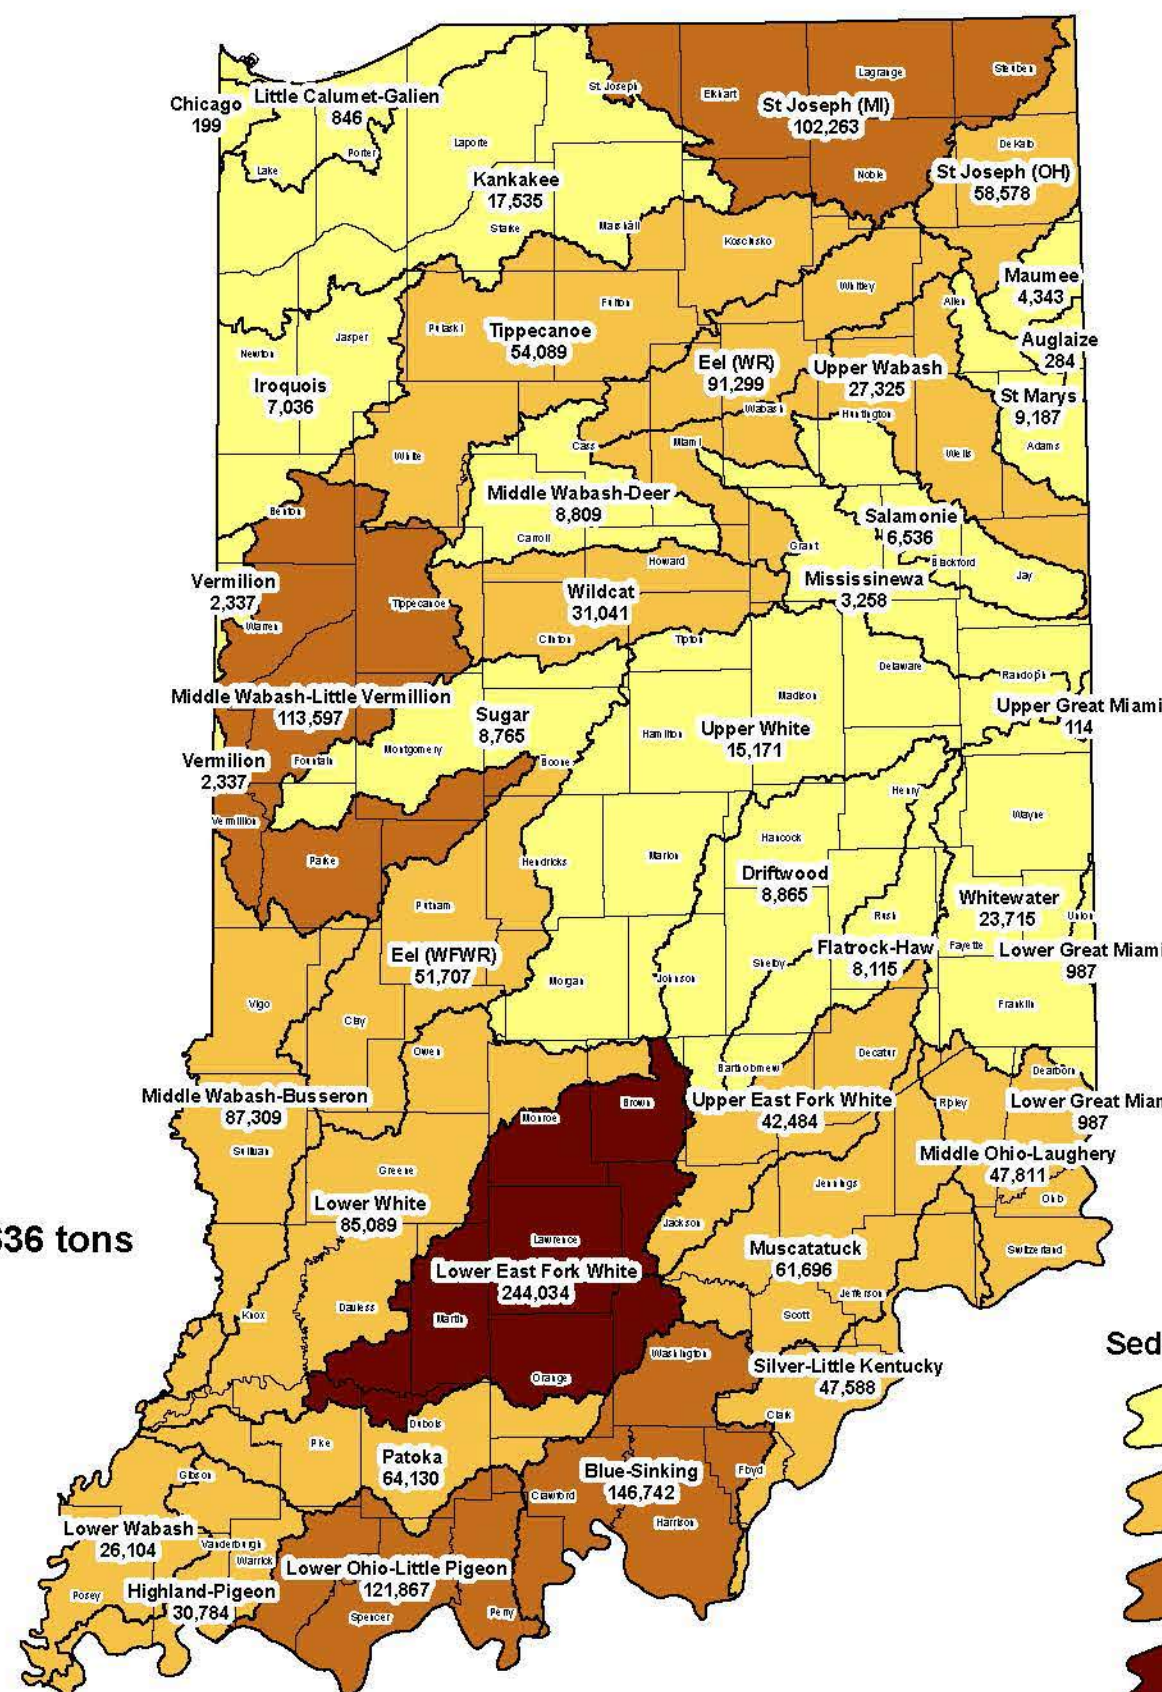 Chicago
199
Little Calumet-Galien
846
St. Joseph
Elkhart
Lagrange
Steuben
St Joseph (MI)
102,263
Laporte
Porter
Lake
De Kalb
Kankakee
17,535
Noble
St Joseph (OH)
58,578
Starke
Marshall
Kosciusko
Maumee
4,343
Whitley
Allen
Fulton
Pulaski
Tippecanoe
54,089
Jasper
Newton
Auglaize
284
Eel (WR)
91,299
Upper Wabash
27,325
Iroquois
7,036
St Marys
9,187
Wabash
Huntington
Miami
Cass
Adams
Wells
White
Middle Wabash-Deer
8,809
Benton
Salamonie
6,536
Carroll
Grant
Howard
Blackford
Jay
Vermilion
2,337
Mississinewa
3,258
Wildcat
31,041
Tippecanoe
Warren
Clinton
Tipton
Delaware
Randolph
Middle Wabash-Little Vermillion
113,597
Madison
Upper Great Miami
114
Sugar
8,765
Upper White
15,171
Hamilton
Montgomery
Vermilion
2,337
Fountain
Boone
Henry
Vermillion
Wayne
Hancock
Parke
Hendricks
Marion
Driftwood
8,865
Putnam
Whitewater
23,715
Rush
Union
Eel (WFWR)
51,707
Flatrock-Haw
8,115
Fayette
Lower Great Miami
987
Shelby
Morgan
Johnson
Vigo
Franklin
Clay
Owen
Decatur
Bartholomew
Dearborn
Middle Wabash-Busseron
87,309
Brown
Upper East Fork White
42,484
Ripley
Lower Great Miam
987
Monroe
Sullivan
Middle Ohio-Laughery
47,811
Greene
Jennings
Ohio
Lower White
85,089
Jackson
636 tons
Lawrence
Muscatatuck
61,696
Switzerland
Lower East Fork White
244,034
Jefferson
Knox
Daviess
Martin
Scott
Sed
Washington
Silver-Little Kentucky
47,588
Orange
Clark
Dubois
Pike
Patoka
64,130
Gibson
Blue-Sinking
146,742
Floyd
Crawford
Harrison
Lower Wabash
26,104
Vanderburgh
Warrick
Lower Ohio-Little Pigeon
121,867
Posey
Highland-Pigeon
30,784
Spencer
Perry